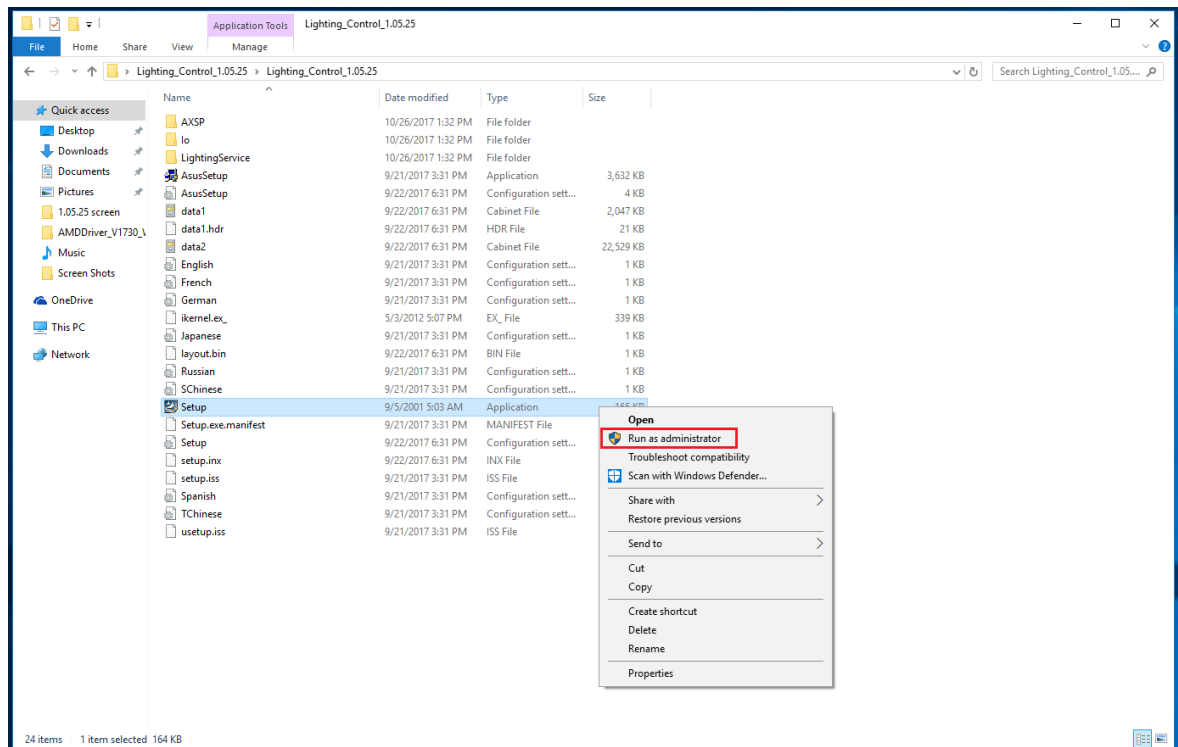 Application Tools Lighting_Control_1.05.25
File Home Share View Manage
Lighting_Control_1.05.25 > Lighting_Control_1.05.25 Search Lighting_Control_1.05....
Name Date modified Type Size
Quick access
Desktop
Downloads
Documents
Pictures
1.05.25 screen
AMDDriver_V1730_
Music
Screen Shots
OneDrive
This PC
Network
AXSP 10/26/2017 1:32 PM File folder
Io 10/26/2017 1:32 PM File folder
LightingService 10/26/2017 1:32 PM File folder
AsusSetup 9/21/2017 3:31 PM Application 3,632 KB
AsusSetup 9/22/2017 6:31 PM Configuration sett... 4 KB
data1 9/22/2017 6:31 PM Cabinet File 2,047 KB
data1.hdr 9/22/2017 6:31 PM HDR File 21 KB
data2 9/22/2017 6:31 PM Cabinet File 22,529 KB
English 9/21/2017 3:31 PM Configuration sett... 1 KB
French 9/21/2017 3:31 PM Configuration sett... 1 KB
German 9/21/2017 3:31 PM Configuration sett... 1 KB
ikernel.ex_ 5/3/2012 5:07 PM EX_ File 339 KB
Japanese 9/21/2017 3:31 PM Configuration sett... 1 KB
layout.bin 9/22/2017 6:31 PM BIN File 1 KB
Russian 9/21/2017 3:31 PM Configuration sett... 1 KB
SChinese 9/21/2017 3:31 PM Configuration sett... 1 KB
Setup 9/5/2001 5:03 AM Application
Setup.exe.manifest 9/21/2017 3:31 PM MANIFEST File
Setup 9/22/2017 6:31 PM Configuration sett...
setup.inx 9/22/2017 6:31 PM INX File
setup.iss 9/21/2017 3:31 PM ISS File
Spanish 9/21/2017 3:31 PM Configuration sett...
TChinese 9/21/2017 3:31 PM Configuration sett...
usetup.iss 9/21/2017 3:31 PM ISS File
Open
Run as administrator
Troubleshoot compatibility
Scan with Windows Defender...
Share with
Restore previous versions
Send to
Cut
Copy
Create shortcut
Delete
Rename
Properties
24 items 1 item selected 164 KB